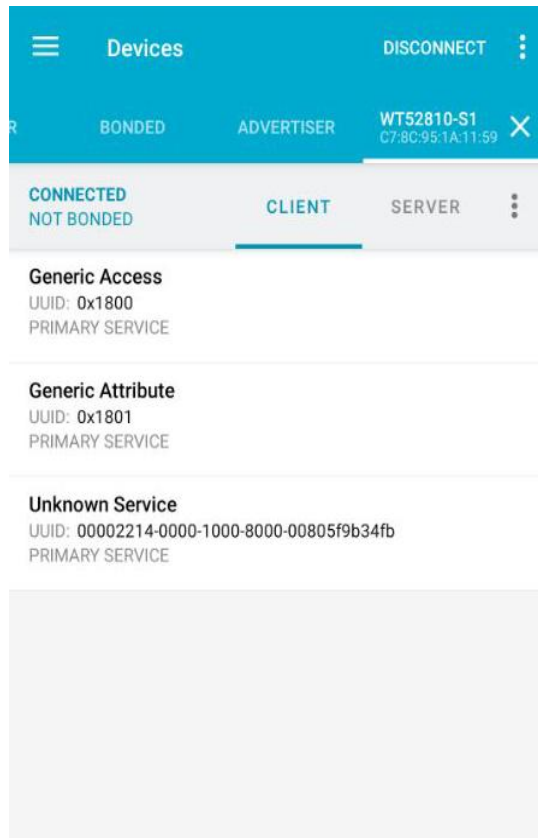 Devices
DISCONNECT
R
BONDED
ADVERTISER
WT52810-S1
C7:8C:95:1A:11:59
CONNECTED
NOT BONDED
CLIENT
SERVER
Generic Access
UUID: 0x1800
PRIMARY SERVICE
Generic Attribute
UUID: 0x1801
PRIMARY SERVICE
Unknown Service
UUID: 00002214-0000-1000-8000-00805f9b34fb
PRIMARY SERVICE